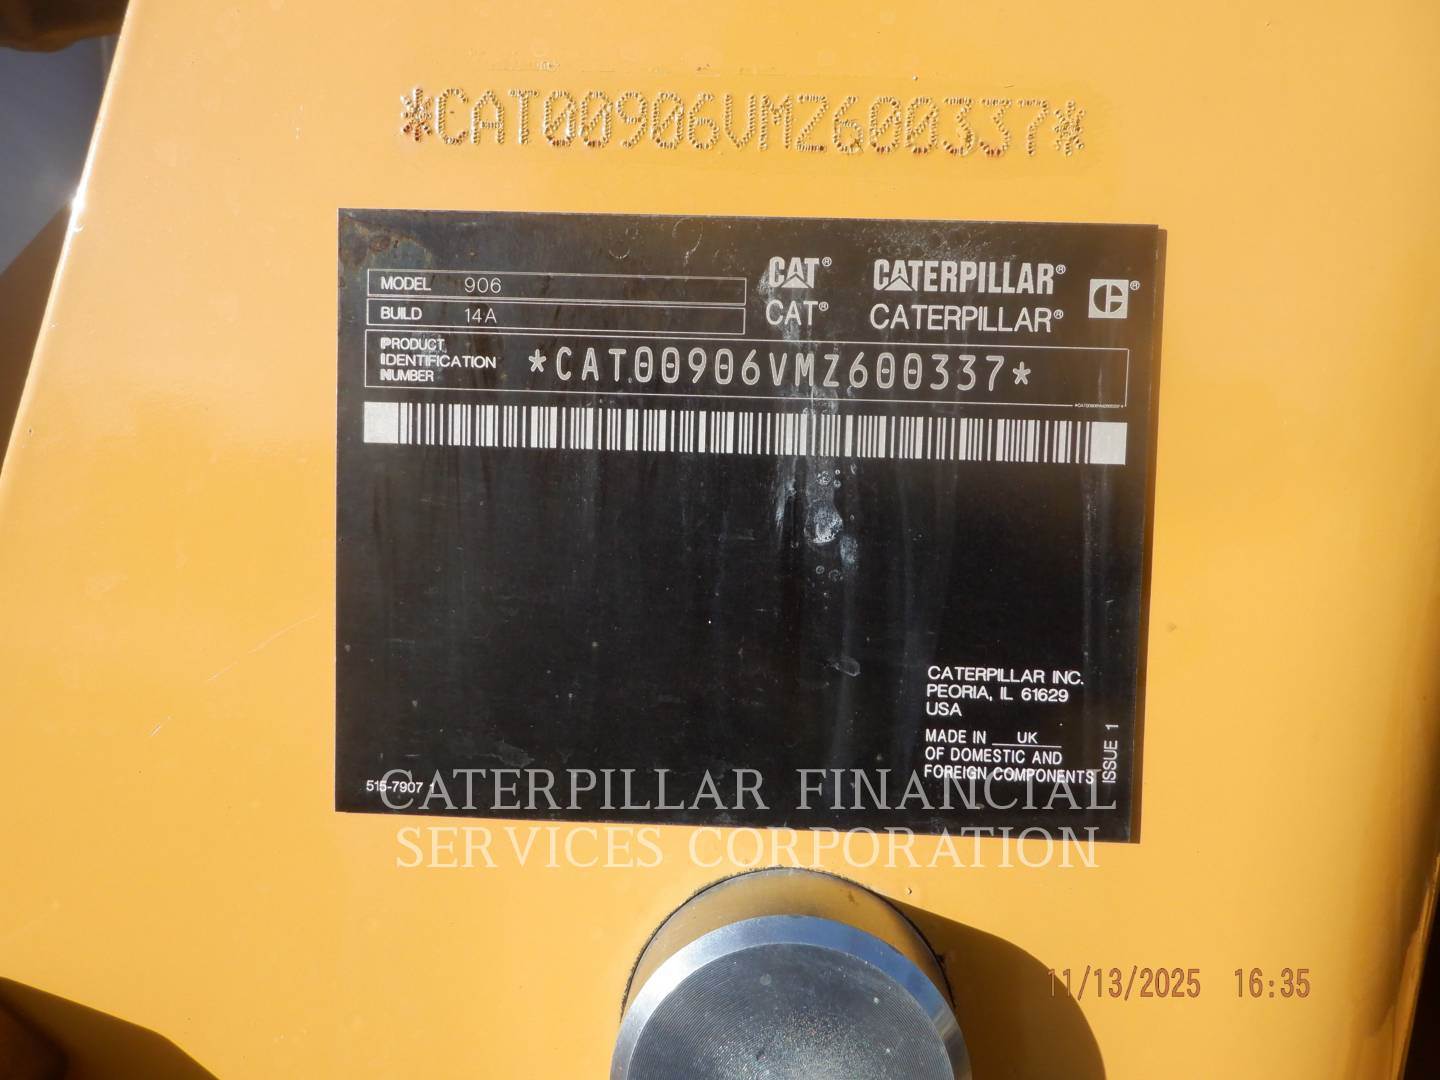 *CAT00906VMZ600337*
MODEL 906
BUILD 14A
CAT® CATERPILLAR®
CAT® CATERPILLAR®
PRODUCT
IDENTIFICATION
NUMBER
*CAT00906VMZ600337*
CATERPILLAR INC.
PEORIA, IL 61629
USA
MADE IN UK
OF DOMESTIC AND
FOREIGN COMPONENTS
ISSUE 1
515-7907 1
CATERPILLAR FINANCIAL
SERVICES CORPORATION
11/13/2025 16:35